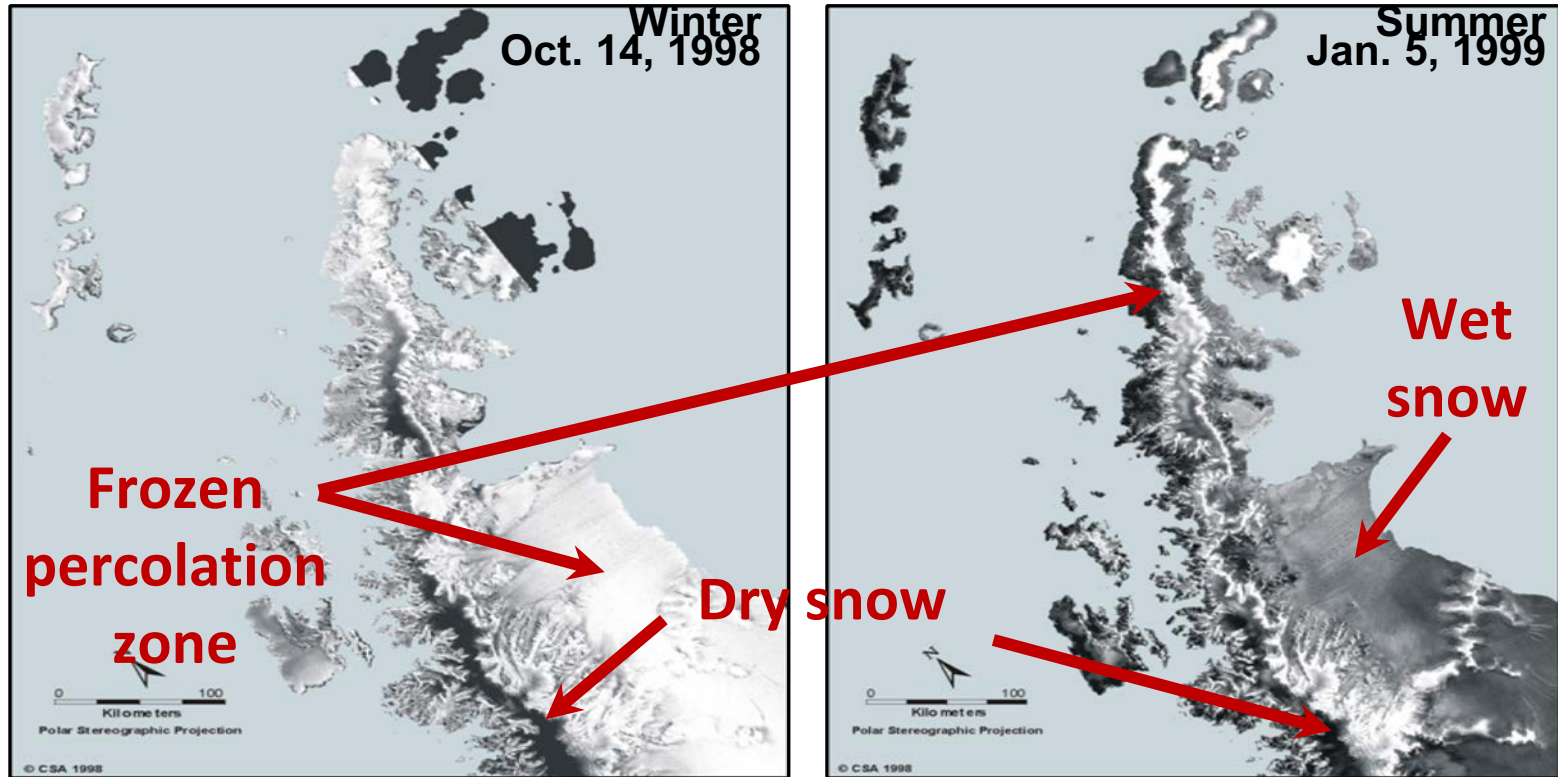 Winter
Oct. 14, 1998
Summer
Jan. 5, 1999
Wet
snow
Frozen
percolation
zone
Dry snow
N
0 100
Kilometers
Polar Stereographic Projection
© CSA 1998
N
0 100
Kilometers
Polar Stereographic Projection
© CSA 1998